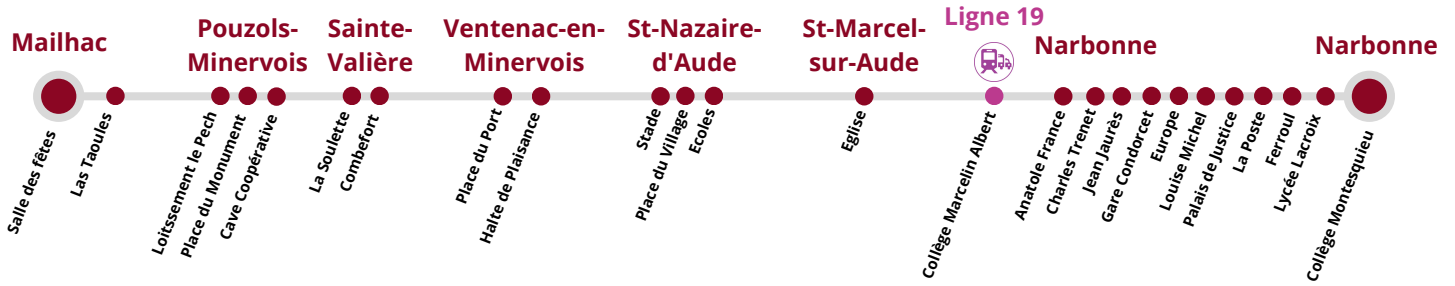 Mailhac
Pouzols-
Minervois
Sainte-
Valière
Ventenac-en-
Minervois
St-Nazaire-
d'Aude
St-Marcel-
sur-Aude
Ligne 19
Narbonne
Narbonne
Salle des fêtes
Las Taoules
Loitssement le Pech
Place du Monument
Cave Coopérative
La Soulette
Combefort
Place du Port
Halte de Plaisance
Stade
Place du Village
Ecoles
Eglise
Collège Marcelin Albert
Anatole France
Charles Trenet
Jean Jaurès
Gare Condorcet
Europe
Louise Michel
Palais de Justice
La Poste
Ferroul
Lycée Lacroix
Collège Montesquieu